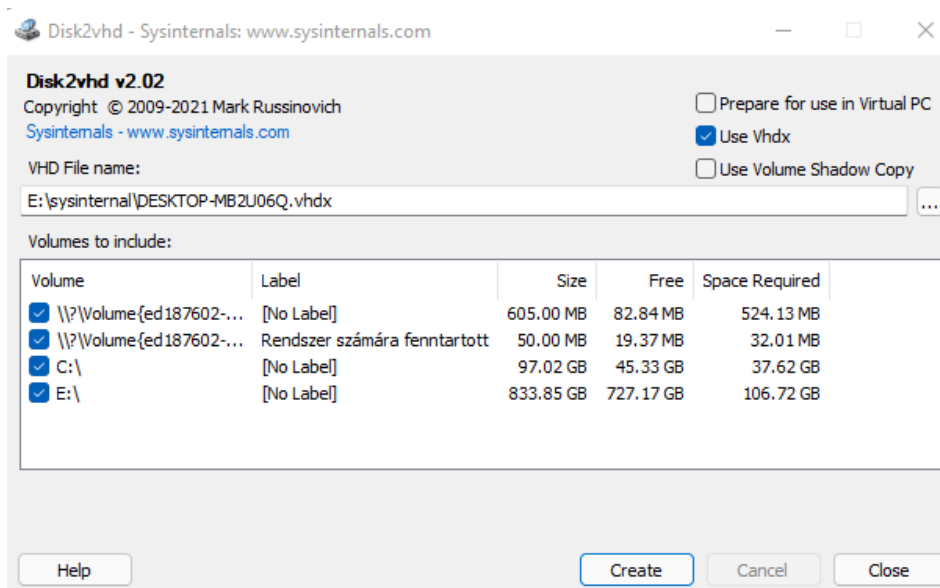 Disk2vhd - Sysinternals: www.sysinternals.com
Disk2vhd v2.02
Copyright © 2009-2021 Mark Russinovich
Sysinternals - www.sysinternals.com
Prepare for use in Virtual PC
Use Vhdx
Use Volume Shadow Copy
VHD File name:
E:\sysinternal\DESKTOP-MB2U06Q.vhdx
...
Volumes to include:
Volume Label Size Free Space Required
\\?\Volume{ed187602-... [No Label] 605.00 MB 82.84 MB 524.13 MB
\\?\Volume{ed187602-... Rendszer számára fenntartott 50.00 MB 19.37 MB 32.01 MB
C:\ [No Label] 97.02 GB 45.33 GB 37.62 GB
E:\ [No Label] 833.85 GB 727.17 GB 106.72 GB
Help Create Cancel Close